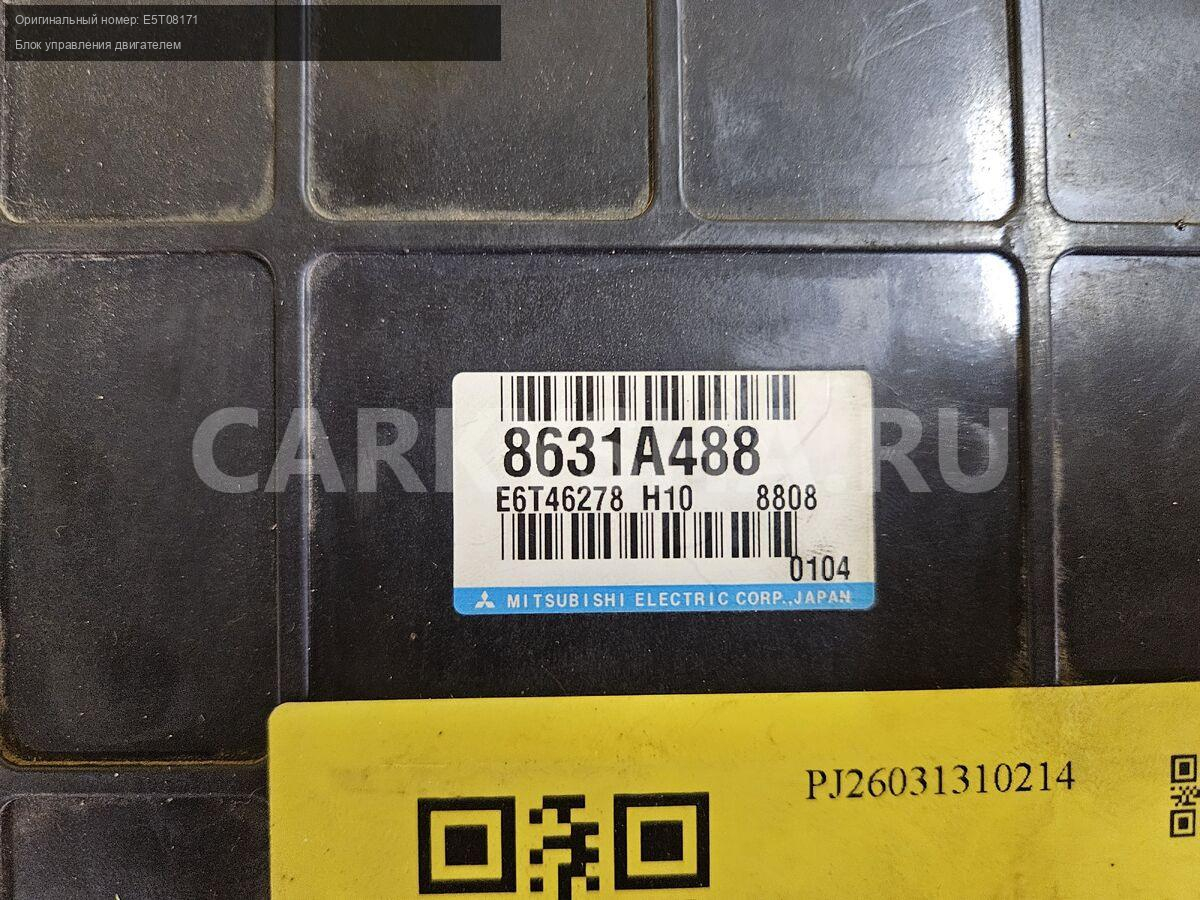 Оригинальный номер: E5T08171
Блок управления двигателем
8631A488
E6T46278 H10 8808
0104
MITSUBISHI ELECTRIC CORP.,JAPAN
PJ26031310214